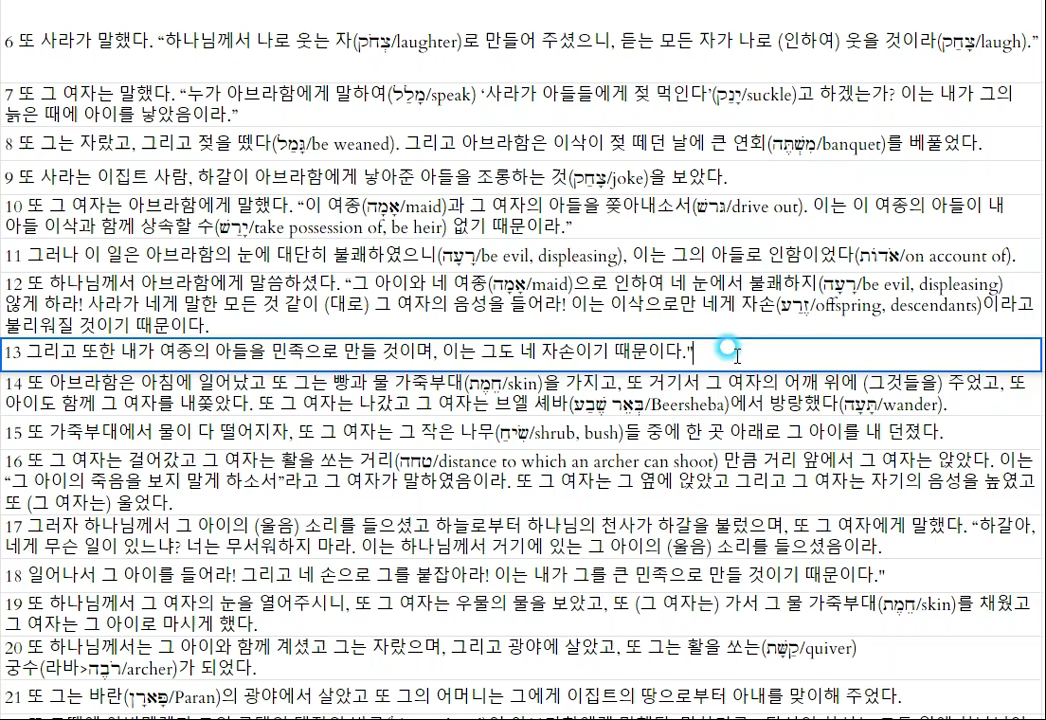 6 또 사라가 말했다. “하나님께서 나로 웃는 자(צְחֹק/laughter)로 만들어 주셨으니, 듣는 모든 자가 나로 (인하여) 웃을 것이라(צָחַק/laugh).”
7 또 그 여자는 말했다. “누가 아브라함에게 말하여(מָלַל/speak) ‘사라가 아들들에게 젖 먹인다’(יָנַק/suckle)고 하겠는가? 이는 내가 그의
늙은 때에 아이를 낳았음이라.”
8 또 그는 자랐고, 그리고 젖을 뗐다(גָּמַל/be weaned). 그리고 아브라함은 이삭이 젖 떼던 날에 큰 연회(מִשְׁתֶּה/banquet)를 베풀었다.
9 또 사라는 이집트 사람, 하갈이 아브라함에게 낳아준 아들을 조롱하는 것(צָחַק/joke)을 보았다.
10 또 그 여자는 아브라함에게 말했다. “이 여종(אָמָה/maid)과 그 여자의 아들을 쫓아내소서(גרשׁ/drive out). 이는 이 여종의 아들이 내
아들 이삭과 함께 상속할 수(יָרַשׁ/take possession of, be heir) 없기 때문이라.”
11 그러나 이 일은 아브라함의 눈에 대단히 불쾌하였으니(רָעָה/be evil, displeasing), 이는 그의 아들로 인함이었다(אֹדוֹת/on account of).
12 또 하나님께서 아브라함에게 말씀하셨다. “그 아이와 네 여종(אָמָה/maid)으로 인하여 네 눈에서 불쾌하지(רָעָה/be evil, displeasing)
않게 하라! 사라가 네게 말한 모든 것 같이 (대로) 그 여자의 음성을 들어라! 이는 이삭으로만 네게 자손(זֶרַע/offspring, descendants)이라고
불리워질 것이기 때문이다.
13 그리고 또한 내가 여종의 아들을 민족으로 만들 것이며, 이는 그도 네 자손이기 때문이다."
14 또 아브라함은 아침에 일어났고 또 그는 빵과 물 가죽부대(חֵמֶת/skin)을 가지고, 또 거기서 그 여자의 어깨 위에 (그것들을) 주었고, 또
아이도 함께 그 여자를 내쫓았다. 또 그 여자는 나갔고 그 여자는 브엘 세바(בְּאֵר שֶׁבַע/Beersheba)에서 방랑했다(תָּעָה/wander).
15 또 가죽부대에서 물이 다 떨어지자, 또 그 여자는 그 작은 나무(שִׂיחַ/shrub, bush)들 중에 한 곳 아래로 그 아이를 내 던졌다.
16 또 그 여자는 걸어갔고 그 여자는 활을 쏘는 거리(טחה/distance to which an archer can shoot) 만큼 거리 앞에서 그 여자는 앉았다. 이는
“그 아이의 죽음을 보지 말게 하소서”라고 그 여자가 말하였음이라. 또 그 여자는 그 옆에 앉았고 그리고 그 여자는 자기의 음성을 높였고
또 (그 여자는) 울었다.
17 그러자 하나님께서 그 아이의 (울음) 소리를 들으셨고 하늘로부터 하나님의 천사가 하갈을 불렀으며, 또 그 여자에게 말했다. “하갈아,
네게 무슨 일이 있느냐? 너는 무서워하지 마라. 이는 하나님께서 거기에 있는 그 아이의 (울음) 소리를 들으셨음이라.
18 일어나서 그 아이를 들어라! 그리고 네 손으로 그를 붙잡아라! 이는 내가 그를 큰 민족으로 만들 것이기 때문이다."
19 또 하나님께서 그 여자의 눈을 열어주시니, 또 그 여자는 우물의 물을 보았고, 또 (그 여자는) 가서 그 물 가죽부대(חֵמֶת/skin)를 채웠고
그 여자는 그 아이로 마시게 했다.
20 또 하나님께서는 그 아이와 함께 계셨고 그는 자랐으며, 그리고 광야에 살았고, 또 그는 활을 쏘는(קַשָּׁת/quiver)
궁수(라바>רֹבֶה/archer)가 되었다.
21 또 그는 바란(פָּארָן/Paran)의 광야에서 살았고 또 그의 어머니는 그에게 이집트의 땅으로부터 아내를 맞이해 주었다.